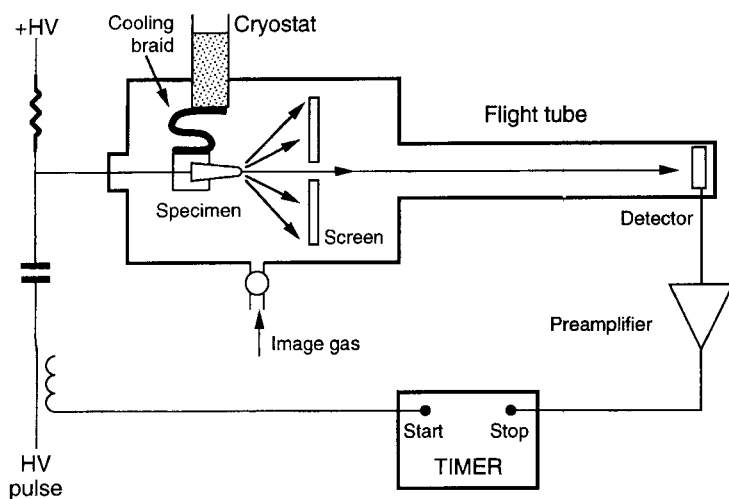 +HV
Cooling
braid
Cryostat
Flight tube
Specimen
Screen
Detector
Image gas
Preamplifier
Start
Stop
TIMER
HV
pulse